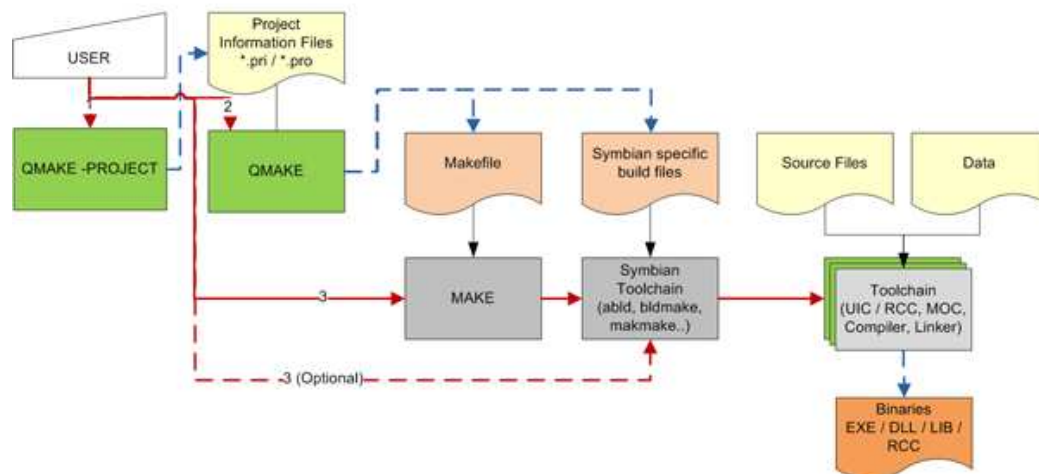 USER
Project
Information Files
*.pri / *.pro
1
2
QMAKE -PROJECT
QMAKE
Makefile
Symbian specific
build files
Source Files
Data
3
MAKE
Symbian
Toolchain
(abld, bldmake,
makmake..)
Toolchain
(UIC / RCC, MOC,
Compiler, Linker)
3 (Optional)
Binaries
EXE / DLL / LIB /
RCC